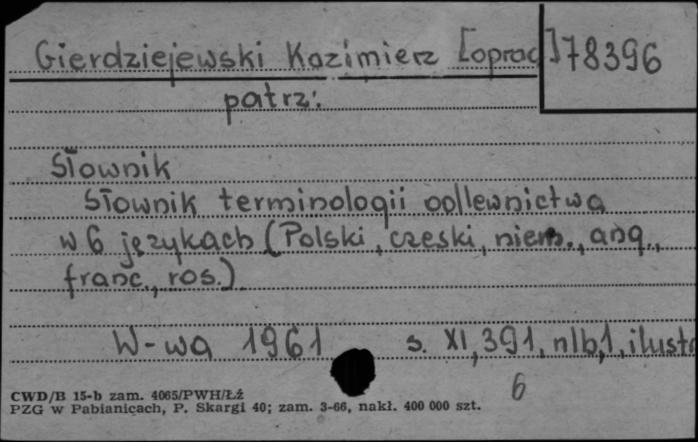 Gierdziejewski Kazimierz [oprac] 78396
patrz:
Słownik
Słownik terminologii odlewnictwa
w 6 językach (Polski, czeski, niem., ang.,
franc., ros.)
W-wa 1961 s. XI, 391, nlb, 1, ilustr
6
CWD/B 15-b zam. 4065/PWH/Łź
PZG w Pabianicach, P. Skargi 40; zam. 3-66, nakł. 400 000 szt.